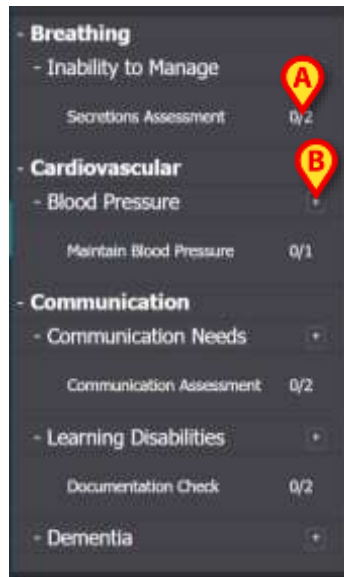 - Breathing
- Inability to Manage
A
Secretions Assessment 0/2
- Cardiovascular
B
- Blood Pressure +
Maintain Blood Pressure 0/1
- Communication
- Communication Needs +
Communication Assessment 0/2
- Learning Disabilities +
Documentation Check 0/2
- Dementia +